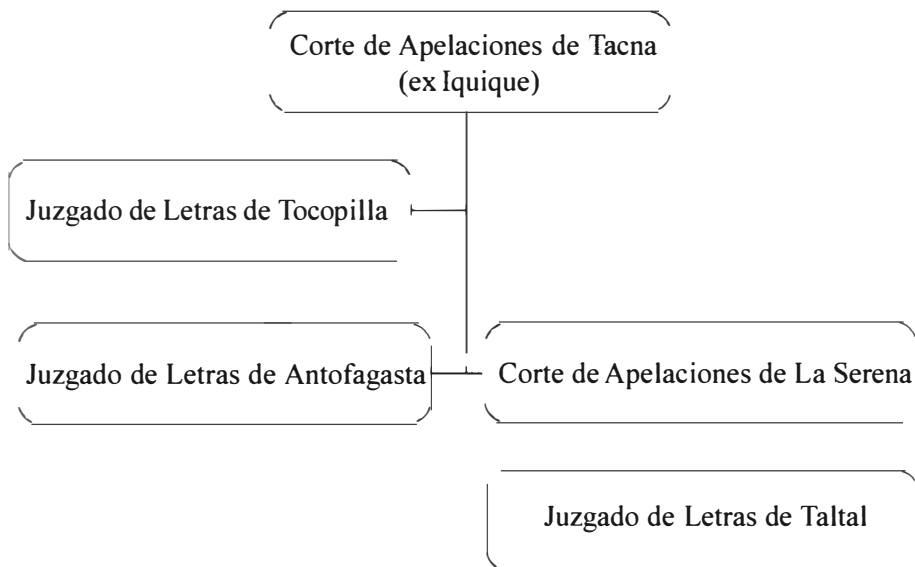 Corte de Apelaciones de Tacna
(ex Iquique)
Juzgado de Letras de Tocopilla
Juzgado de Letras de Antofagasta
Corte de Apelaciones de La Serena
Juzgado de Letras de Taltal